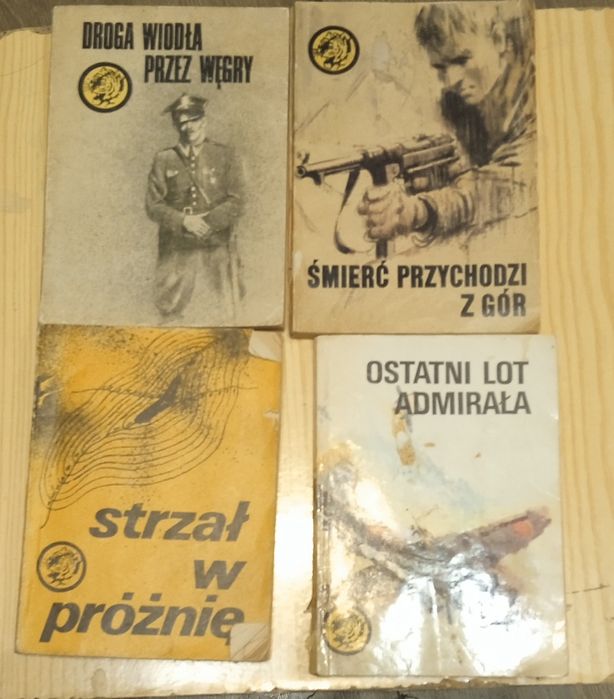 DROGA WIODŁA
PRZEZ WĘGRY
ŚMIERĆ PRZYCHODZI
Z GÓR
strzał
w
próżnię
OSTATNI LOT
ADMIRAŁA